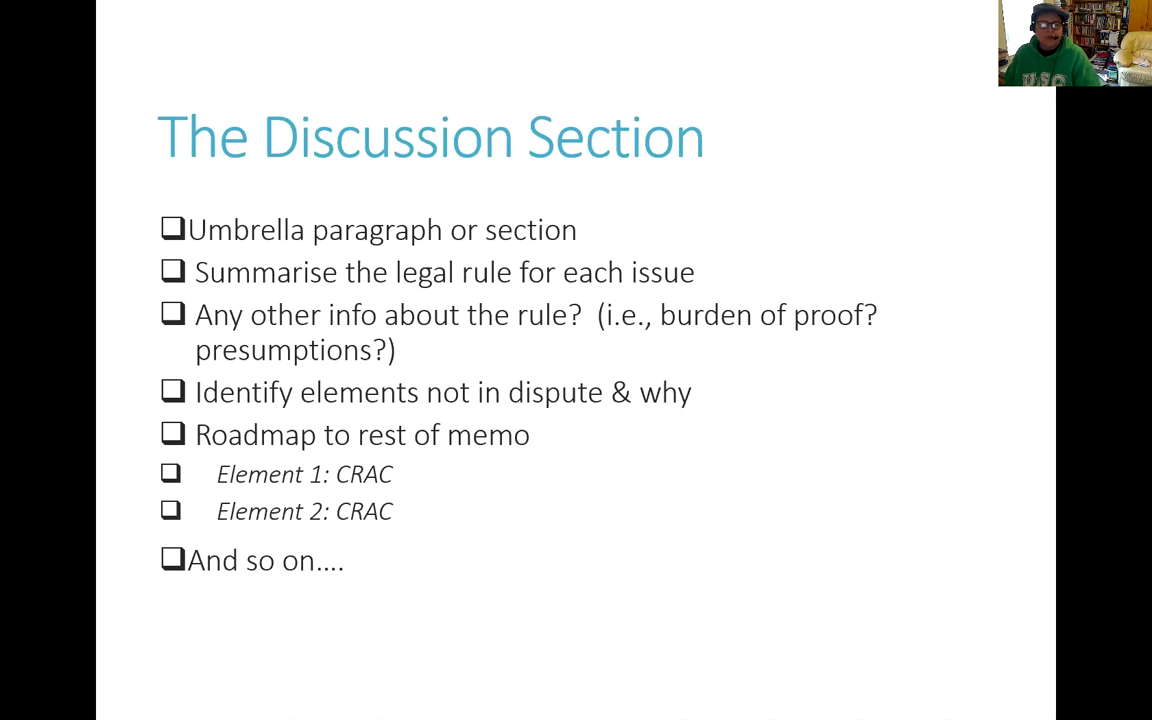 The Discussion Section
❑Umbrella paragraph or section
❑ Summarise the legal rule for each issue
❑ Any other info about the rule?  (i.e., burden of proof?
presumptions?)
❑ Identify elements not in dispute & why
❑ Roadmap to rest of memo
❑ Element 1: CRAC
❑ Element 2: CRAC
❑And so on....